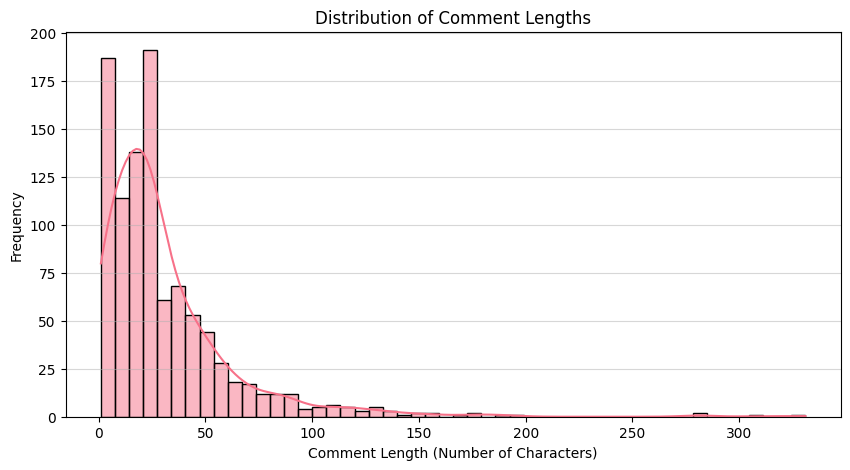 Distribution of Comment Lengths
200
175
150
125
100
75
50
25
0
Frequency
0 50 100 150 200 250 300
Comment Length (Number of Characters)